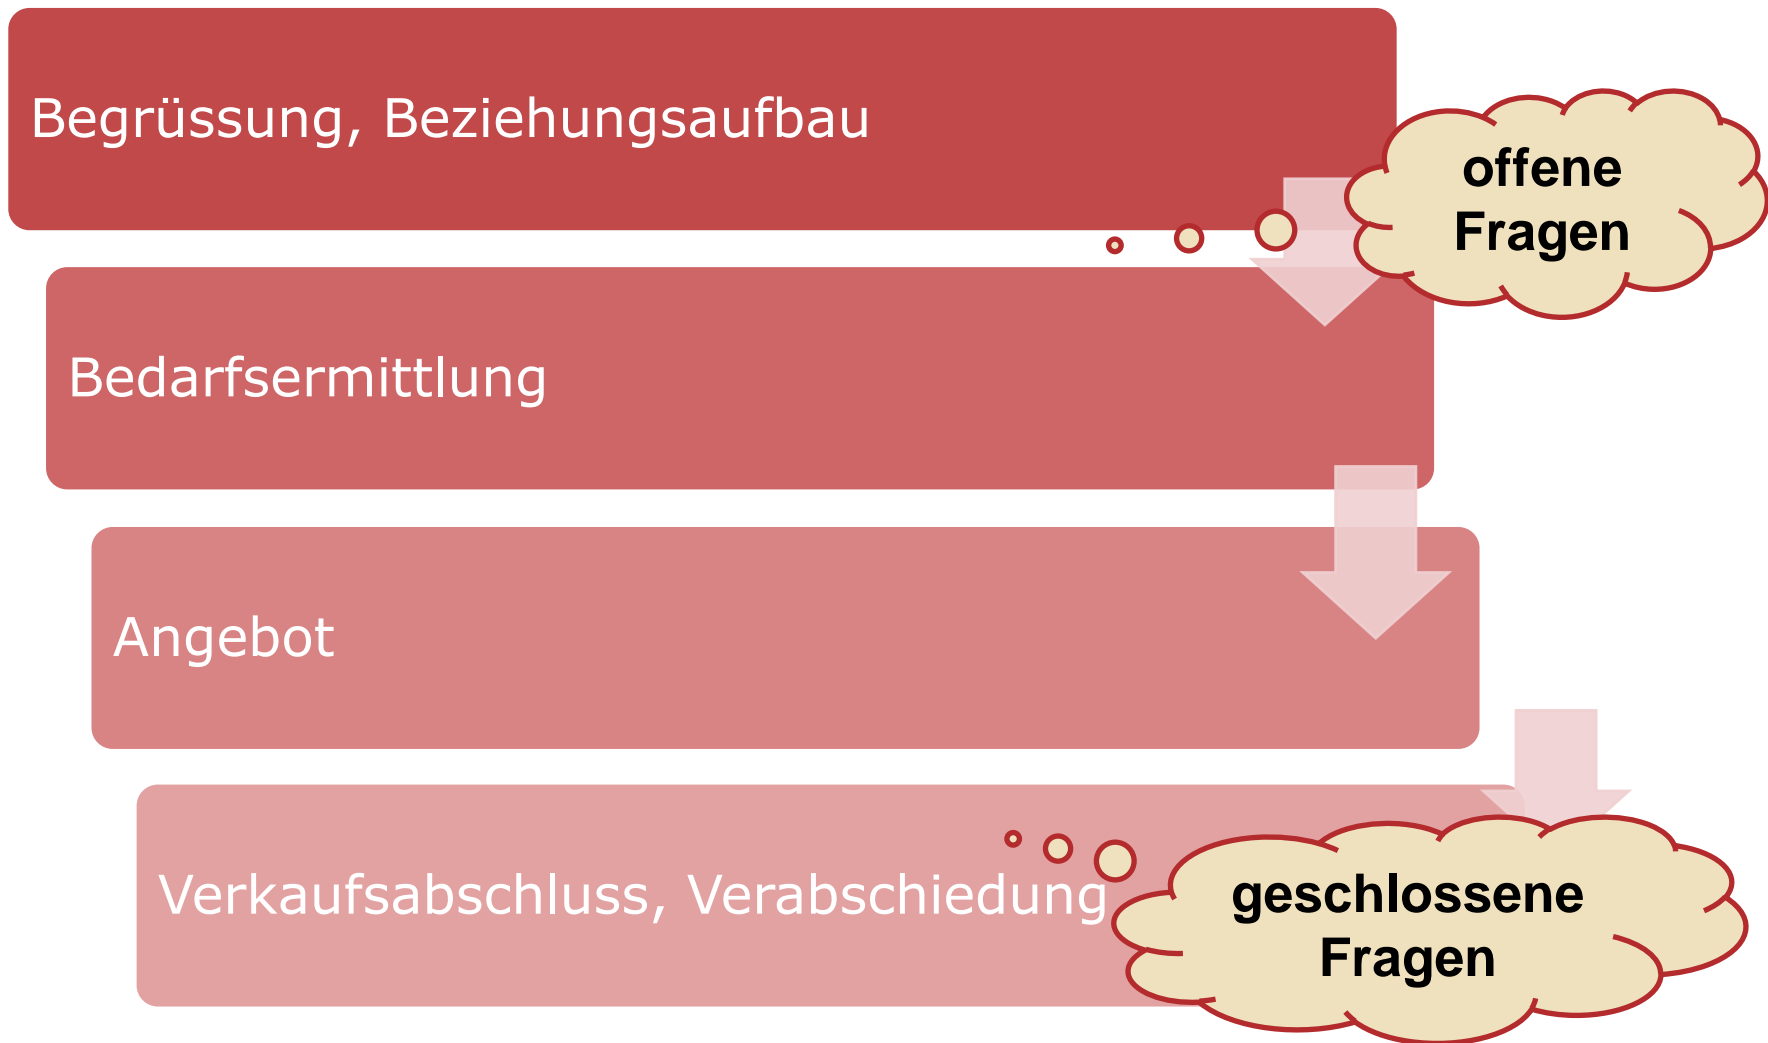 Begrüssung, Beziehungsaufbau
offene
Fragen
Bedarfsermittlung
Angebot
Verkaufsabschluss, Verabschiedung
geschlossene
Fragen